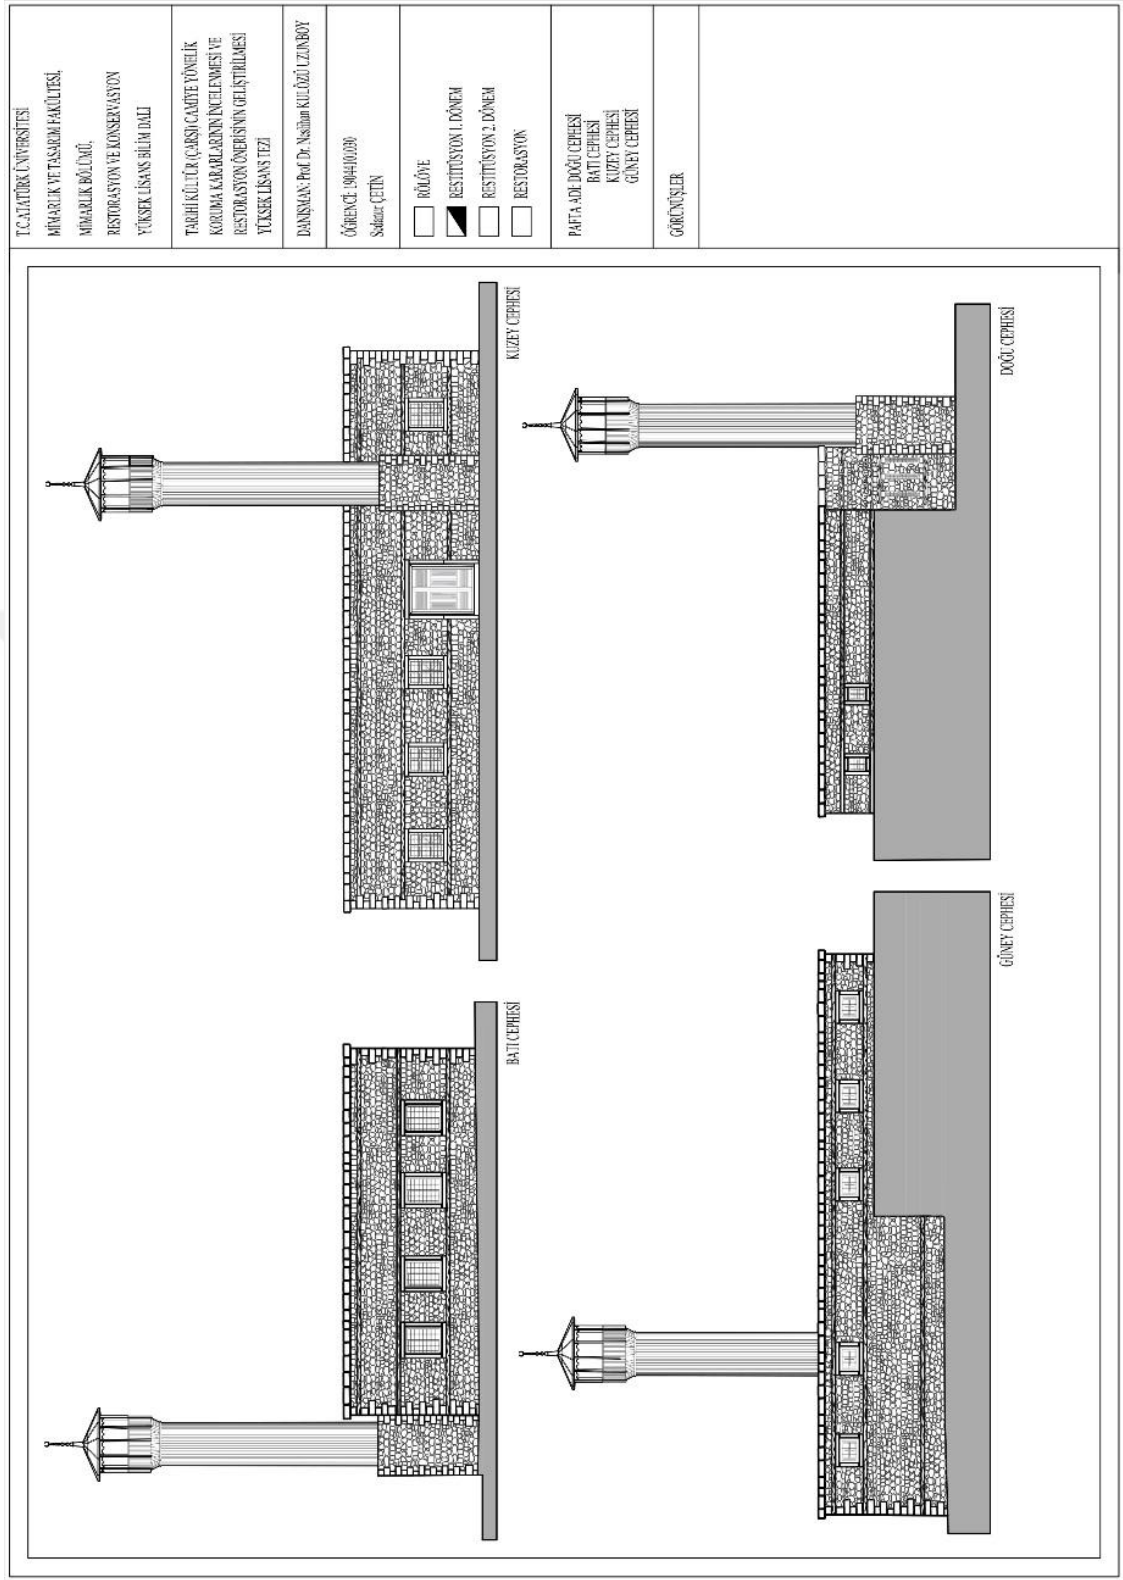 T.C.ATATÜRK ÜNİVERSİTESİ
MİMARLIK VE TASARIM FAKÜLTESİ,
MİMARLIK BÖLÜMÜ,
RESTORASYON VE KONSERVASYON
YÜKSEK LİSANS BİLİM DALI
TARİHİ KÜLTÜR (ÇARŞI) CAMİYE YÖNELİK
KORUMA KARARLARININ İNCELENMESİ VE
RESTORASYON ÖNERİSİNİN GELİŞTİRİLMESİ
YÜKSEK LİSANS TEZİ
DANIŞMAN: Prof. Dr. Neslihan KULÖZÜ UZUNBOY
ÖĞRENCİ: 190441003
ÇETİN
RÖLÖVE
RESTİTÜSYON 1. DÖNEM
RESTİTÜSYON 2. DÖNEM
RESTORASYON
PAFTA ADI: DOĞU CEPHESİ
BATI CEPHESİ
KUZEY CEPHESİ
GÜNEY CEPHESİ
GÖRÜNÜŞLER
BATI CEPHESİ
KUZEY CEPHESİ
GÜNEY CEPHESİ
DOĞU CEPHESİ